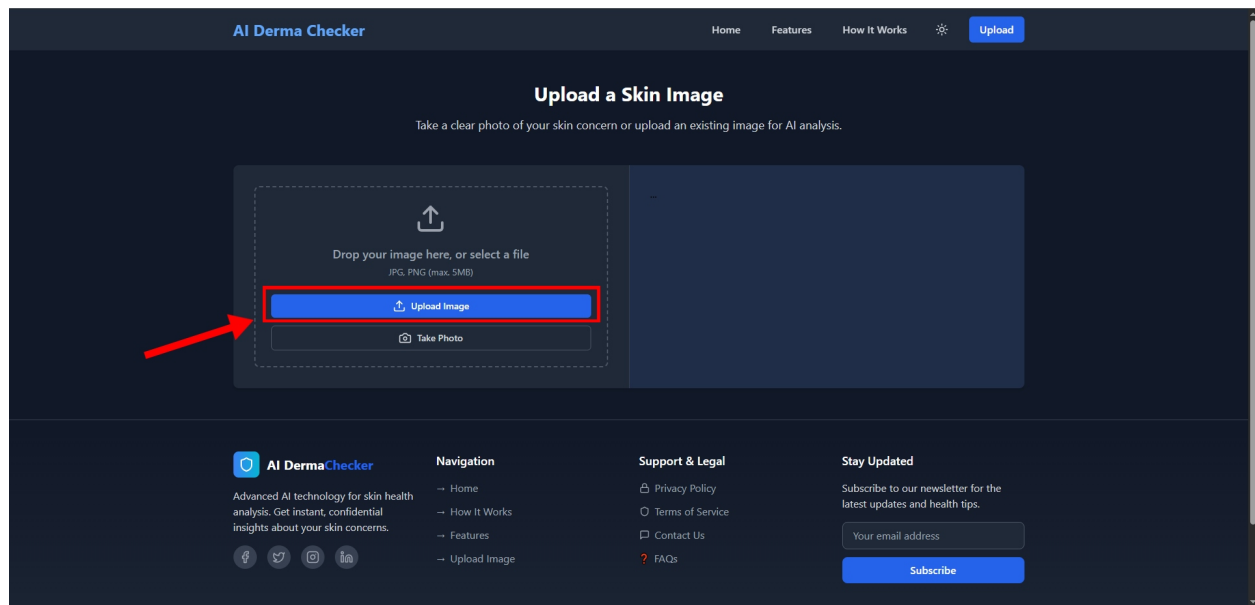 AI Derma Checker
Home
Features
How It Works
Upload
Upload a Skin Image
Take a clear photo of your skin concern or upload an existing image for AI analysis.
Drop your image here, or select a file
JPG, PNG (max. 5MB)
Upload Image
Take Photo
AI DermaChecker
Advanced AI technology for skin health
analysis. Get instant, confidential
insights about your skin concerns.
Navigation
→ Home
→ How It Works
→ Features
→ Upload Image
Support & Legal
Privacy Policy
Terms of Service
Contact Us
❓ FAQs
Stay Updated
Subscribe to our newsletter for the
latest updates and health tips.
Your email address
Subscribe